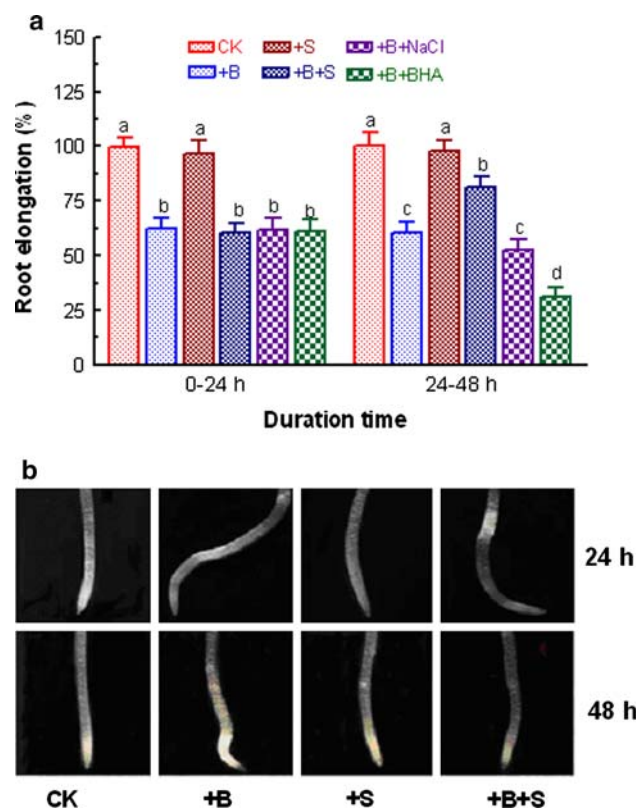 a
150
125
100
75
50
25
0
Root elongation (%)
CK +S +B+NaCl
+B +B+S +B+BHA
a b a b b b
a c a b c d
0-24 h 24-48 h
Duration time
b
24 h
48 h
CK +B +S +B+S